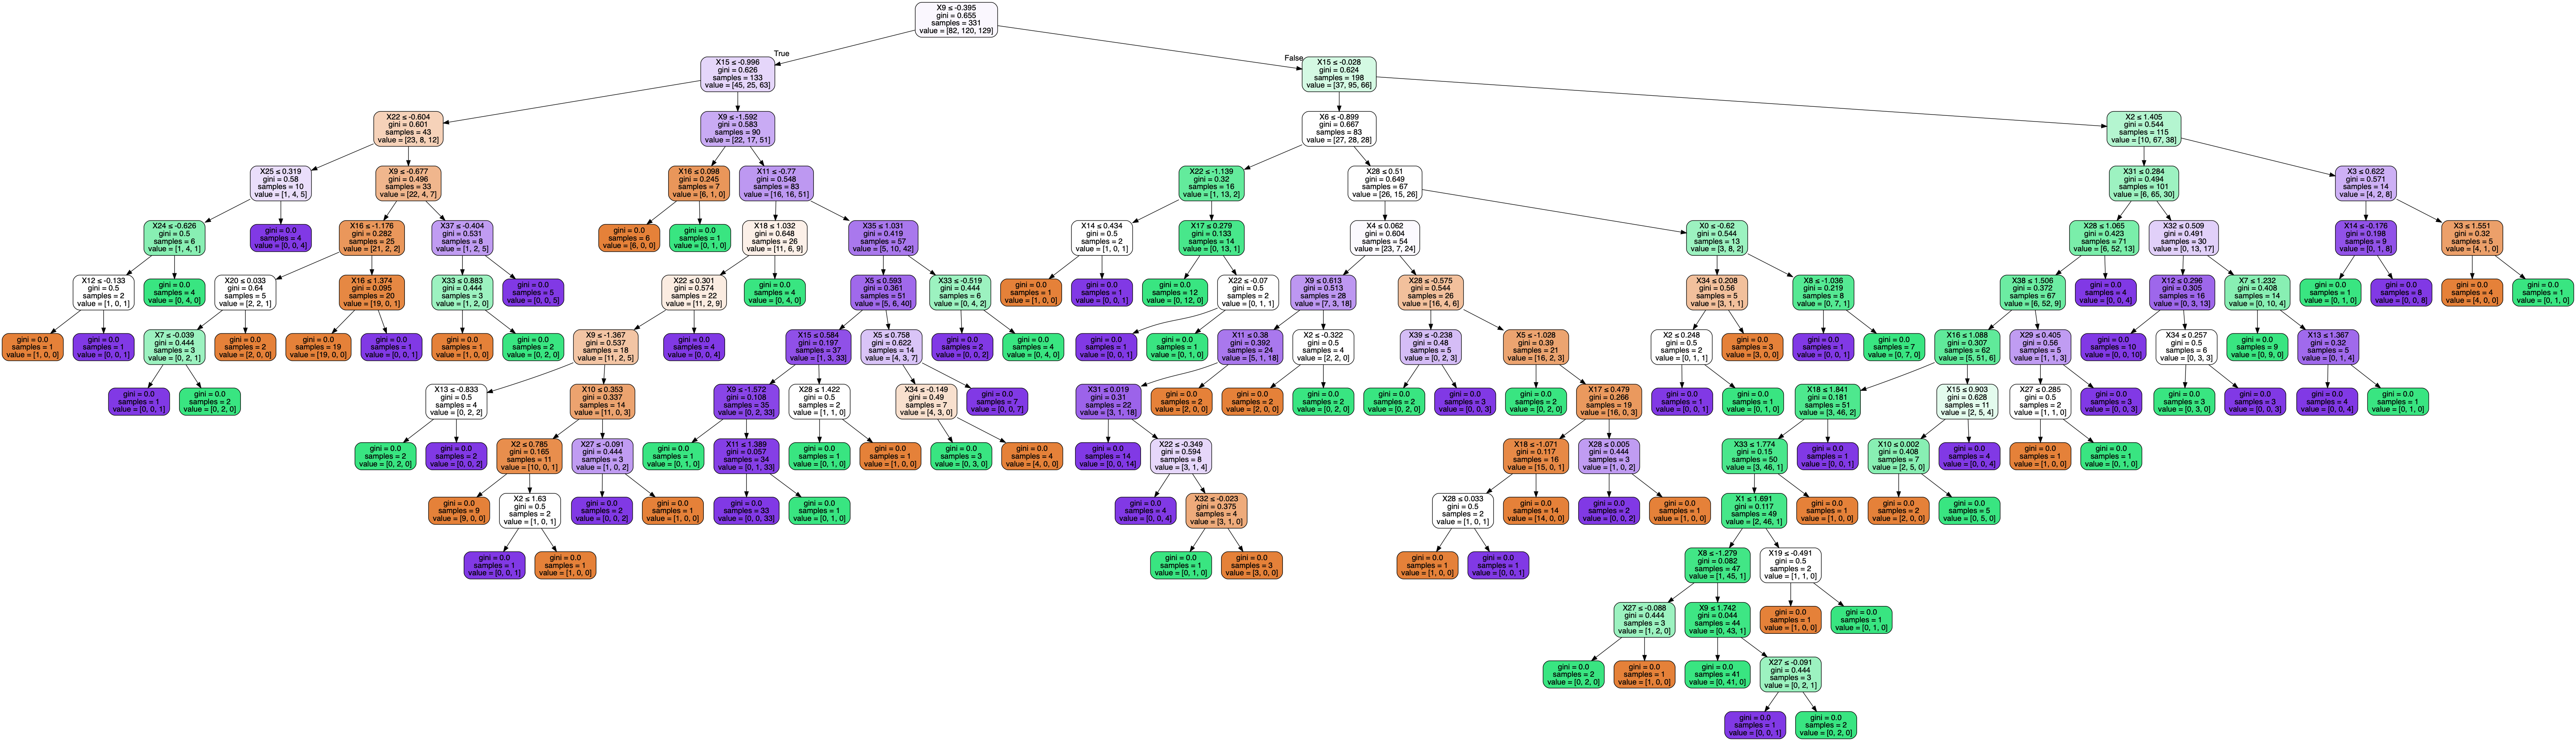 X9 ≤ -0.395
gini = 0.655
samples = 331
value = [82, 120, 129]
True
X15 ≤ -0.996
gini = 0.626
samples = 133
value = [45, 25, 63]
False
X15 ≤ -0.028
gini = 0.624
samples = 198
value = [37, 95, 66]
X22 ≤ -0.604
gini = 0.601
samples = 43
value = [23, 8, 12]
X9 ≤ -1.592
gini = 0.583
samples = 90
value = [22, 17, 51]
X6 ≤ -0.899
gini = 0.667
samples = 83
value = [27, 28, 28]
X2 ≤ 1.405
gini = 0.544
samples = 115
value = [10, 67, 38]
X25 ≤ 0.319
gini = 0.58
samples = 10
value = [1, 4, 5]
X9 ≤ -0.677
gini = 0.496
samples = 33
value = [22, 4, 7]
X16 ≤ 0.098
gini = 0.245
samples = 7
value = [6, 1, 0]
X11 ≤ -0.77
gini = 0.548
samples = 83
value = [16, 16, 51]
X22 ≤ -1.139
gini = 0.32
samples = 16
value = [1, 13, 2]
X28 ≤ 0.51
gini = 0.649
samples = 67
value = [26, 15, 26]
X31 ≤ 0.284
gini = 0.494
samples = 101
value = [6, 65, 30]
X3 ≤ 0.622
gini = 0.571
samples = 14
value = [4, 2, 8]
X24 ≤ -0.626
gini = 0.5
samples = 6
value = [1, 4, 1]
gini = 0.0
samples = 4
value = [0, 0, 4]
X16 ≤ -1.176
gini = 0.282
samples = 25
value = [21, 2, 2]
X37 ≤ -0.404
gini = 0.531
samples = 8
value = [1, 2, 5]
gini = 0.0
samples = 6
value = [6, 0, 0]
gini = 0.0
samples = 1
value = [0, 1, 0]
X18 ≤ 1.032
gini = 0.648
samples = 26
value = [11, 6, 9]
X35 ≤ 1.031
gini = 0.419
samples = 57
value = [5, 10, 42]
X14 ≤ 0.434
gini = 0.5
samples = 2
value = [1, 0, 1]
X17 ≤ 0.279
gini = 0.133
samples = 14
value = [0, 13, 1]
X4 ≤ 0.062
gini = 0.604
samples = 54
value = [23, 7, 24]
X0 ≤ -0.62
gini = 0.544
samples = 13
value = [3, 8, 2]
X28 ≤ 1.065
gini = 0.423
samples = 71
value = [6, 52, 13]
X32 ≤ 0.509
gini = 0.491
samples = 30
value = [0, 13, 17]
X14 ≤ -0.176
gini = 0.198
samples = 9
value = [0, 1, 8]
X3 ≤ 1.551
gini = 0.32
samples = 5
value = [4, 1, 0]
X12 ≤ -0.133
gini = 0.5
samples = 2
value = [1, 0, 1]
gini = 0.0
samples = 4
value = [0, 4, 0]
X20 ≤ 0.033
gini = 0.64
samples = 5
value = [2, 2, 1]
X16 ≤ 1.374
gini = 0.095
samples = 20
value = [19, 0, 1]
X33 ≤ 0.883
gini = 0.444
samples = 3
value = [1, 2, 0]
gini = 0.0
samples = 5
value = [0, 0, 5]
X22 ≤ 0.301
gini = 0.574
samples = 22
value = [11, 2, 9]
gini = 0.0
samples = 4
value = [0, 4, 0]
X5 ≤ 0.593
gini = 0.361
samples = 51
value = [5, 6, 40]
X33 ≤ -0.519
gini = 0.444
samples = 6
value = [0, 4, 2]
gini = 0.0
samples = 1
value = [1, 0, 0]
gini = 0.0
samples = 1
value = [0, 0, 1]
gini = 0.0
samples = 12
value = [0, 12, 0]
X22 ≤ -0.07
gini = 0.5
samples = 2
value = [0, 1, 1]
X9 ≤ 0.613
gini = 0.513
samples = 28
value = [7, 3, 18]
X28 ≤ -0.575
gini = 0.544
samples = 26
value = [16, 4, 6]
X34 ≤ 0.208
gini = 0.56
samples = 5
value = [3, 1, 1]
X8 ≤ -1.036
gini = 0.219
samples = 8
value = [0, 7, 1]
X38 ≤ 1.506
gini = 0.372
samples = 67
value = [6, 52, 9]
gini = 0.0
samples = 4
value = [0, 0, 4]
X12 ≤ 0.296
gini = 0.305
samples = 16
value = [0, 3, 13]
X7 ≤ 1.232
gini = 0.408
samples = 14
value = [0, 10, 4]
gini = 0.0
samples = 1
value = [0, 1, 0]
gini = 0.0
samples = 8
value = [0, 0, 8]
gini = 0.0
samples = 4
value = [4, 0, 0]
gini = 0.0
samples = 1
value = [0, 1, 0]
gini = 0.0
samples = 1
value = [1, 0, 0]
gini = 0.0
samples = 1
value = [0, 0, 1]
X7 ≤ -0.039
gini = 0.444
samples = 3
value = [0, 2, 1]
gini = 0.0
samples = 2
value = [2, 0, 0]
gini = 0.0
samples = 19
value = [19, 0, 0]
gini = 0.0
samples = 1
value = [0, 0, 1]
gini = 0.0
samples = 1
value = [1, 0, 0]
gini = 0.0
samples = 2
value = [0, 2, 0]
X9 ≤ -1.367
gini = 0.537
samples = 18
value = [11, 2, 5]
gini = 0.0
samples = 4
value = [0, 0, 4]
X15 ≤ 0.584
gini = 0.197
samples = 37
value = [1, 3, 33]
X5 ≤ 0.758
gini = 0.622
samples = 14
value = [4, 3, 7]
gini = 0.0
samples = 2
value = [0, 0, 2]
gini = 0.0
samples = 4
value = [0, 4, 0]
gini = 0.0
samples = 1
value = [0, 0, 1]
gini = 0.0
samples = 1
value = [0, 1, 0]
X11 ≤ 0.38
gini = 0.392
samples = 24
value = [5, 1, 18]
X2 ≤ -0.322
gini = 0.5
samples = 4
value = [2, 2, 0]
X39 ≤ -0.238
gini = 0.48
samples = 5
value = [0, 2, 3]
X5 ≤ -1.028
gini = 0.39
samples = 21
value = [16, 2, 3]
X2 ≤ 0.248
gini = 0.5
samples = 2
value = [0, 1, 1]
gini = 0.0
samples = 3
value = [3, 0, 0]
gini = 0.0
samples = 1
value = [0, 0, 1]
gini = 0.0
samples = 7
value = [0, 7, 0]
X16 ≤ 1.088
gini = 0.307
samples = 62
value = [5, 51, 6]
X29 ≤ 0.405
gini = 0.56
samples = 5
value = [1, 1, 3]
gini = 0.0
samples = 10
value = [0, 0, 10]
X34 ≤ 0.257
gini = 0.5
samples = 6
value = [0, 3, 3]
gini = 0.0
samples = 9
value = [0, 9, 0]
X13 ≤ 1.367
gini = 0.32
samples = 5
value = [0, 1, 4]
gini = 0.0
samples = 1
value = [0, 0, 1]
gini = 0.0
samples = 2
value = [0, 2, 0]
X13 ≤ -0.833
gini = 0.5
samples = 4
value = [0, 2, 2]
X10 ≤ 0.353
gini = 0.337
samples = 14
value = [11, 0, 3]
X9 ≤ -1.572
gini = 0.108
samples = 35
value = [0, 2, 33]
X28 ≤ 1.422
gini = 0.5
samples = 2
value = [1, 1, 0]
X34 ≤ -0.149
gini = 0.49
samples = 7
value = [4, 3, 0]
gini = 0.0
samples = 7
value = [0, 0, 7]
X31 ≤ 0.019
gini = 0.31
samples = 22
value = [3, 1, 18]
gini = 0.0
samples = 2
value = [2, 0, 0]
gini = 0.0
samples = 2
value = [2, 0, 0]
gini = 0.0
samples = 2
value = [0, 2, 0]
gini = 0.0
samples = 2
value = [0, 2, 0]
gini = 0.0
samples = 3
value = [0, 0, 3]
gini = 0.0
samples = 2
value = [0, 2, 0]
X17 ≤ 0.479
gini = 0.266
samples = 19
value = [16, 0, 3]
gini = 0.0
samples = 1
value = [0, 0, 1]
gini = 0.0
samples = 1
value = [0, 1, 0]
X18 ≤ 1.841
gini = 0.181
samples = 51
value = [3, 46, 2]
X15 ≤ 0.903
gini = 0.628
samples = 11
value = [2, 5, 4]
X27 ≤ 0.285
gini = 0.5
samples = 2
value = [1, 1, 0]
gini = 0.0
samples = 3
value = [0, 0, 3]
gini = 0.0
samples = 3
value = [0, 3, 0]
gini = 0.0
samples = 3
value = [0, 0, 3]
gini = 0.0
samples = 4
value = [0, 0, 4]
gini = 0.0
samples = 1
value = [0, 1, 0]
gini = 0.0
samples = 2
value = [0, 2, 0]
gini = 0.0
samples = 2
value = [0, 0, 2]
X2 ≤ 0.785
gini = 0.165
samples = 11
value = [10, 0, 1]
X27 ≤ -0.091
gini = 0.444
samples = 3
value = [1, 0, 2]
gini = 0.0
samples = 1
value = [0, 1, 0]
X11 ≤ 1.389
gini = 0.057
samples = 34
value = [0, 1, 33]
gini = 0.0
samples = 1
value = [0, 1, 0]
gini = 0.0
samples = 1
value = [1, 0, 0]
gini = 0.0
samples = 3
value = [0, 3, 0]
gini = 0.0
samples = 4
value = [4, 0, 0]
gini = 0.0
samples = 14
value = [0, 0, 14]
X22 ≤ -0.349
gini = 0.594
samples = 8
value = [3, 1, 4]
X18 ≤ -1.071
gini = 0.117
samples = 16
value = [15, 0, 1]
X28 ≤ 0.005
gini = 0.444
samples = 3
value = [1, 0, 2]
X33 ≤ 1.774
gini = 0.15
samples = 50
value = [3, 46, 1]
gini = 0.0
samples = 1
value = [0, 0, 1]
X10 ≤ 0.002
gini = 0.408
samples = 7
value = [2, 5, 0]
gini = 0.0
samples = 4
value = [0, 0, 4]
gini = 0.0
samples = 1
value = [1, 0, 0]
gini = 0.0
samples = 1
value = [0, 1, 0]
gini = 0.0
samples = 9
value = [9, 0, 0]
X2 ≤ 1.63
gini = 0.5
samples = 2
value = [1, 0, 1]
gini = 0.0
samples = 2
value = [0, 0, 2]
gini = 0.0
samples = 1
value = [1, 0, 0]
gini = 0.0
samples = 33
value = [0, 0, 33]
gini = 0.0
samples = 1
value = [0, 1, 0]
gini = 0.0
samples = 4
value = [0, 0, 4]
X32 ≤ -0.023
gini = 0.375
samples = 4
value = [3, 1, 0]
X28 ≤ 0.033
gini = 0.5
samples = 2
value = [1, 0, 1]
gini = 0.0
samples = 14
value = [14, 0, 0]
gini = 0.0
samples = 2
value = [0, 0, 2]
gini = 0.0
samples = 1
value = [1, 0, 0]
X1 ≤ 1.691
gini = 0.117
samples = 49
value = [2, 46, 1]
gini = 0.0
samples = 1
value = [1, 0, 0]
gini = 0.0
samples = 2
value = [2, 0, 0]
gini = 0.0
samples = 5
value = [0, 5, 0]
gini = 0.0
samples = 1
value = [0, 0, 1]
gini = 0.0
samples = 1
value = [1, 0, 0]
gini = 0.0
samples = 1
value = [0, 1, 0]
gini = 0.0
samples = 3
value = [3, 0, 0]
gini = 0.0
samples = 1
value = [1, 0, 0]
gini = 0.0
samples = 1
value = [0, 0, 1]
X8 ≤ -1.279
gini = 0.082
samples = 47
value = [1, 45, 1]
X19 ≤ -0.491
gini = 0.5
samples = 2
value = [1, 1, 0]
X27 ≤ -0.088
gini = 0.444
samples = 3
value = [1, 2, 0]
X9 ≤ 1.742
gini = 0.044
samples = 44
value = [0, 43, 1]
gini = 0.0
samples = 1
value = [1, 0, 0]
gini = 0.0
samples = 1
value = [0, 1, 0]
gini = 0.0
samples = 2
value = [0, 2, 0]
gini = 0.0
samples = 1
value = [1, 0, 0]
gini = 0.0
samples = 41
value = [0, 41, 0]
X27 ≤ -0.091
gini = 0.444
samples = 3
value = [0, 2, 1]
gini = 0.0
samples = 1
value = [0, 0, 1]
gini = 0.0
samples = 2
value = [0, 2, 0]